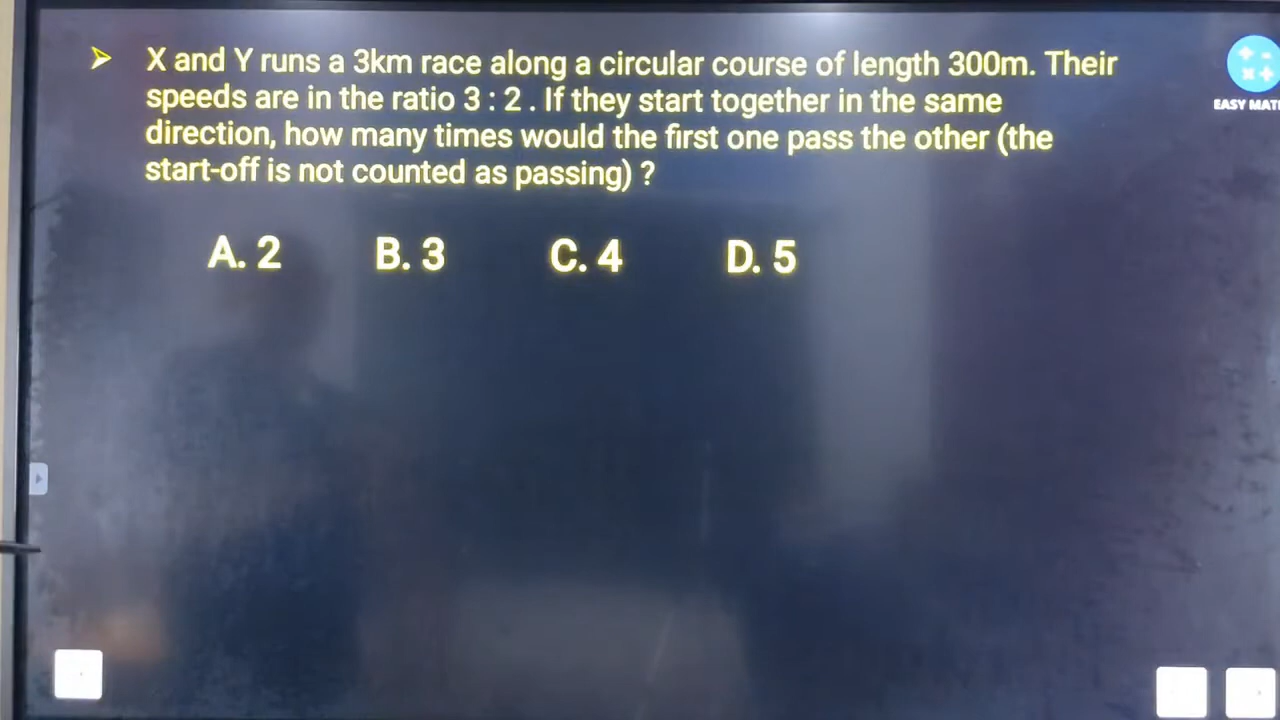 X and Y runs a 3km race along a circular course of length 300m. Their
speeds are in the ratio 3 : 2 . If they start together in the same
direction, how many times would the first one pass the other (the
start-off is not counted as passing) ?
A. 2 B. 3 C. 4 D. 5
EASY MAT